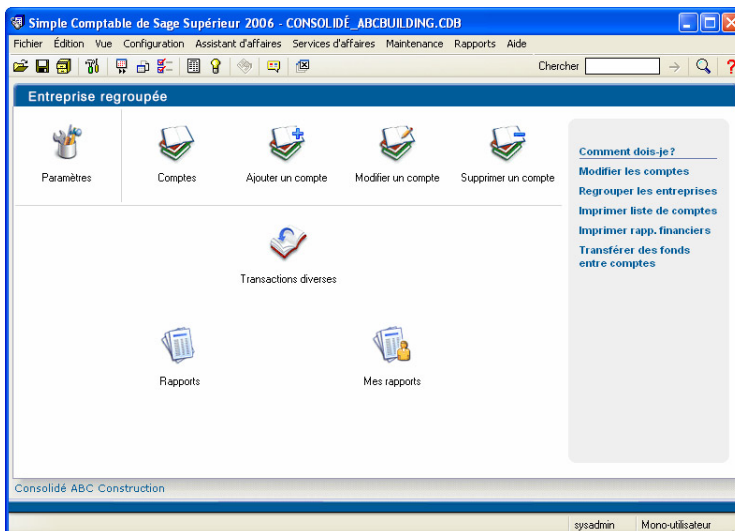 Simple Comptable de Sage Supérieur 2006 - CONSOLIDÉ_ABCBUILDING.CDB
Fichier Édition Vue Configuration Assistant d'affaires Services d'affaires Maintenance Rapports Aide
Chercher
Entreprise regroupée
Paramètres Comptes Ajouter un compte Modifier un compte Supprimer un compte
Transactions diverses
Rapports Mes rapports
Comment dois-je?
Modifier les comptes
Regrouper les entreprises
Imprimer liste de comptes
Imprimer rapp. financiers
Transférer des fonds
entre comptes
Consolidé ABC Construction
sysadmin Mono-utilisateur